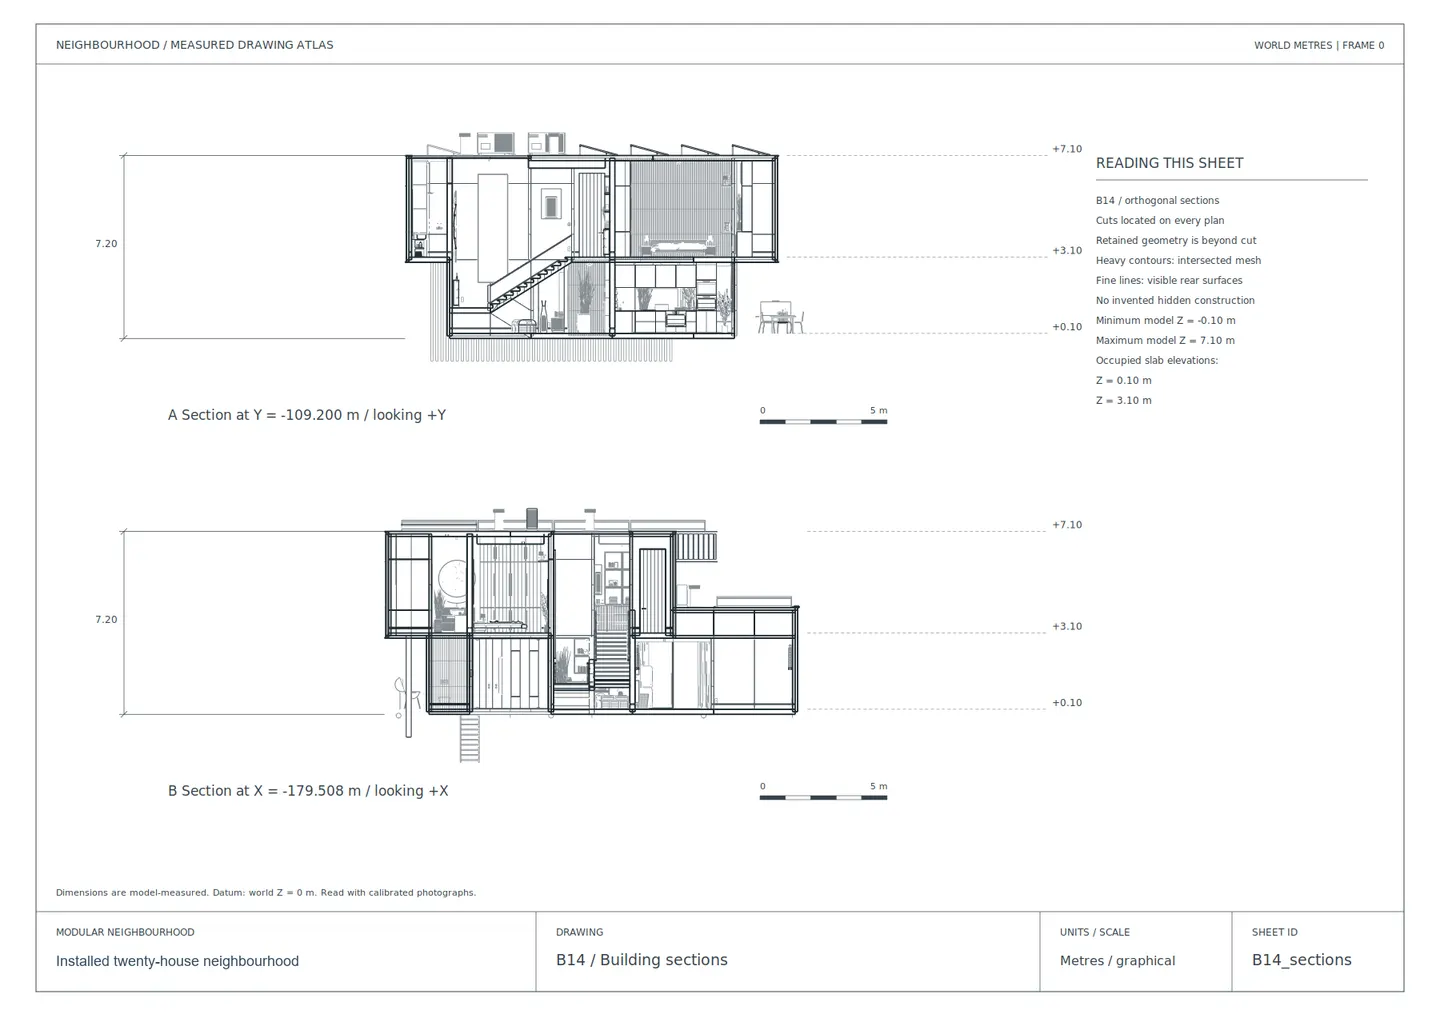 NEIGHBOURHOOD / MEASURED DRAWING ATLAS
WORLD METRES | FRAME 0
+7.10
7.20
+3.10
+0.10
A Section at Y = -109.200 m / looking +Y
0
5 m
READING THIS SHEET
B14 / orthogonal sections
Cuts located on every plan
Retained geometry is beyond cut
Heavy contours: intersected mesh
Fine lines: visible rear surfaces
No invented hidden construction
Minimum model Z = -0.10 m
Maximum model Z = 7.10 m
Occupied slab elevations:
Z = 0.10 m
Z = 3.10 m
+7.10
7.20
+3.10
+0.10
B Section at X = -179.508 m / looking +X
0
5 m
Dimensions are model-measured. Datum: world Z = 0 m. Read with calibrated photographs.
MODULAR NEIGHBOURHOOD
Installed twenty-house neighbourhood
DRAWING
B14 / Building sections
UNITS / SCALE
Metres / graphical
SHEET ID
B14_sections